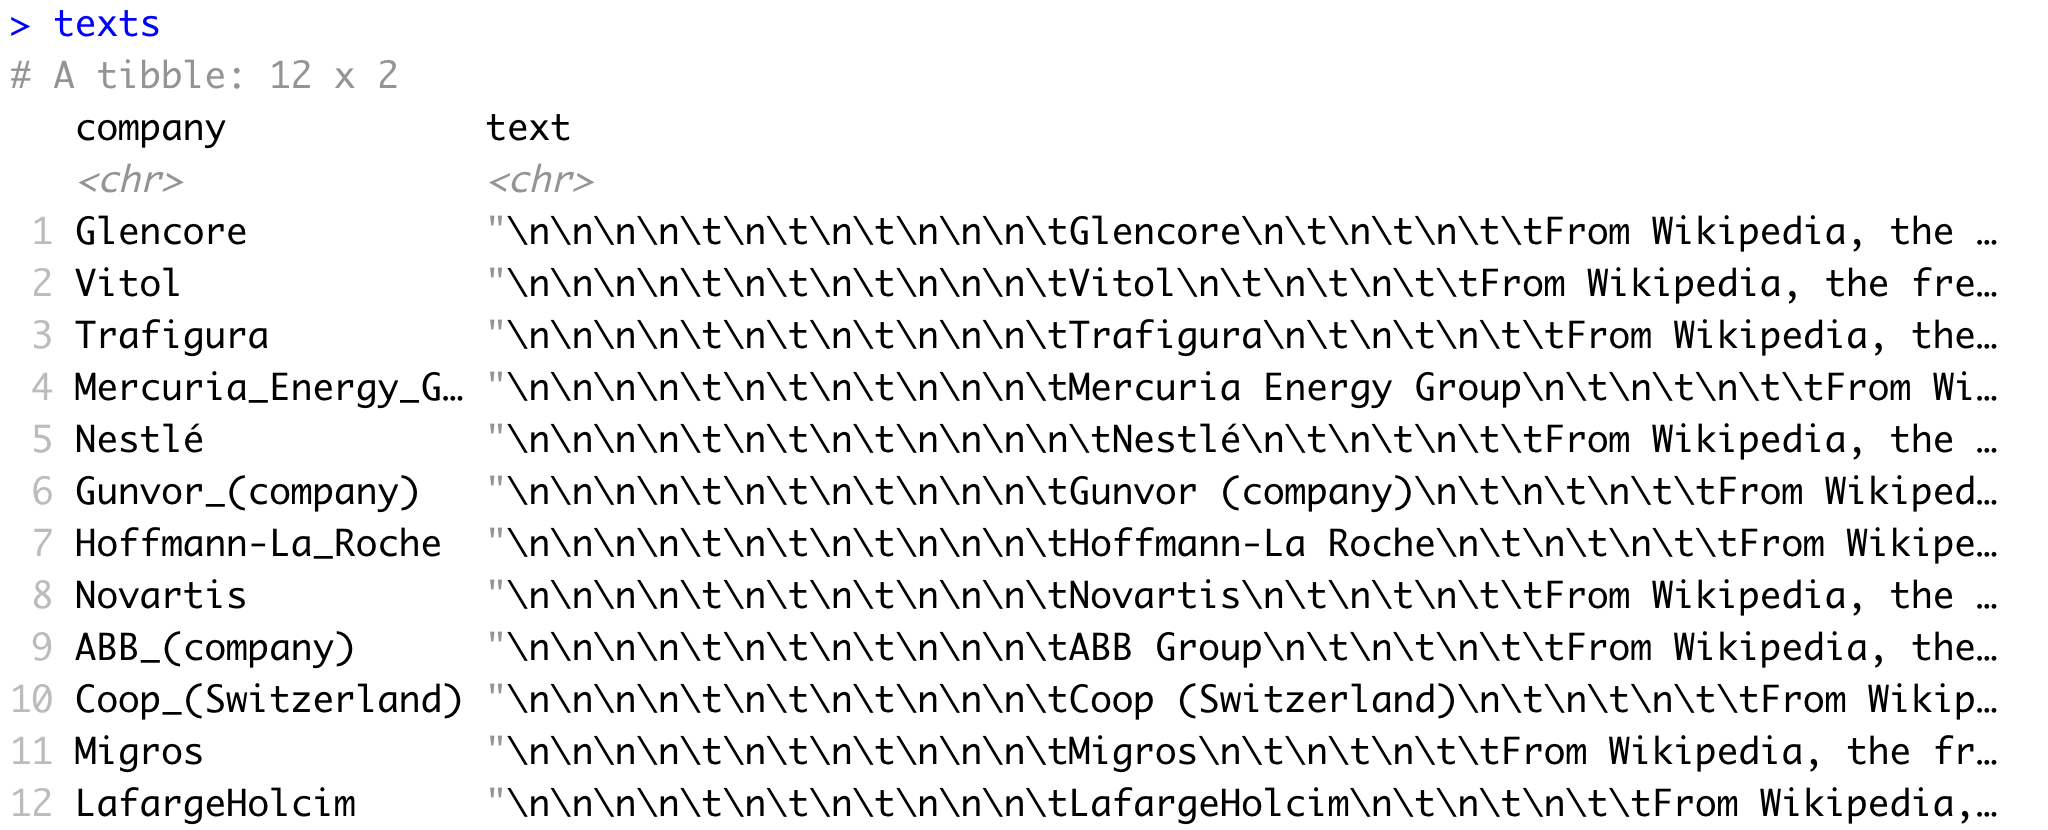 > texts
# A tibble: 12 x 2
   company            text
   <chr>              <chr>
 1 Glencore           "\n\n\n\n\t\n\t\n\t\n\n\n\n\tGlencore\n\t\n\t\n\t\tFrom Wikipedia, the …
 2 Vitol              "\n\n\n\n\t\n\t\n\t\n\n\n\n\tVitol\n\t\n\t\n\t\tFrom Wikipedia, the fre…
 3 Trafigura          "\n\n\n\n\t\n\t\n\t\n\n\n\n\tTrafigura\n\t\n\t\n\t\tFrom Wikipedia, the…
 4 Mercuria_Energy_G… "\n\n\n\n\t\n\t\n\t\n\n\n\n\tMercuria Energy Group\n\t\n\t\n\t\tFrom Wi…
 5 Nestlé             "\n\n\n\n\t\n\t\n\t\n\n\n\n\n\tNestlé\n\t\n\t\n\t\tFrom Wikipedia, the …
 6 Gunvor_(company)   "\n\n\n\n\t\n\t\n\t\n\n\n\n\tGunvor (company)\n\t\n\t\n\t\tFrom Wikiped…
 7 Hoffmann-La_Roche  "\n\n\n\n\t\n\t\n\t\n\n\n\n\tHoffmann-La Roche\n\t\n\t\n\t\tFrom Wikipe…
 8 Novartis           "\n\n\n\n\t\n\t\n\t\n\n\n\n\tNovartis\n\t\n\t\n\t\tFrom Wikipedia, the …
 9 ABB_(company)      "\n\n\n\n\t\n\t\n\t\n\n\n\n\tABB Group\n\t\n\t\n\t\tFrom Wikipedia, the…
10 Coop_(Switzerland) "\n\n\n\n\t\n\t\n\t\n\n\n\n\tCoop (Switzerland)\n\t\n\t\n\t\tFrom Wikip…
11 Migros             "\n\n\n\n\t\n\t\n\t\n\n\n\n\tMigros\n\t\n\t\n\t\tFrom Wikipedia, the fr…
12 LafargeHolcim      "\n\n\n\n\t\n\t\n\t\n\n\n\n\tLafargeHolcim\n\t\n\t\n\t\tFrom Wikipedia,…